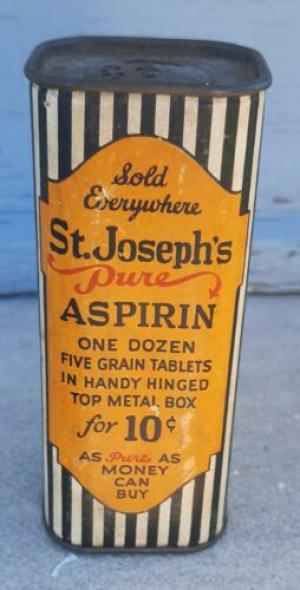 Sold
Everywhere
St. Joseph's
Pure
ASPIRIN
ONE DOZEN
FIVE GRAIN TABLETS
IN HANDY HINGED
TOP METAL BOX
for 10¢
AS Pure AS
MONEY
CAN
BUY